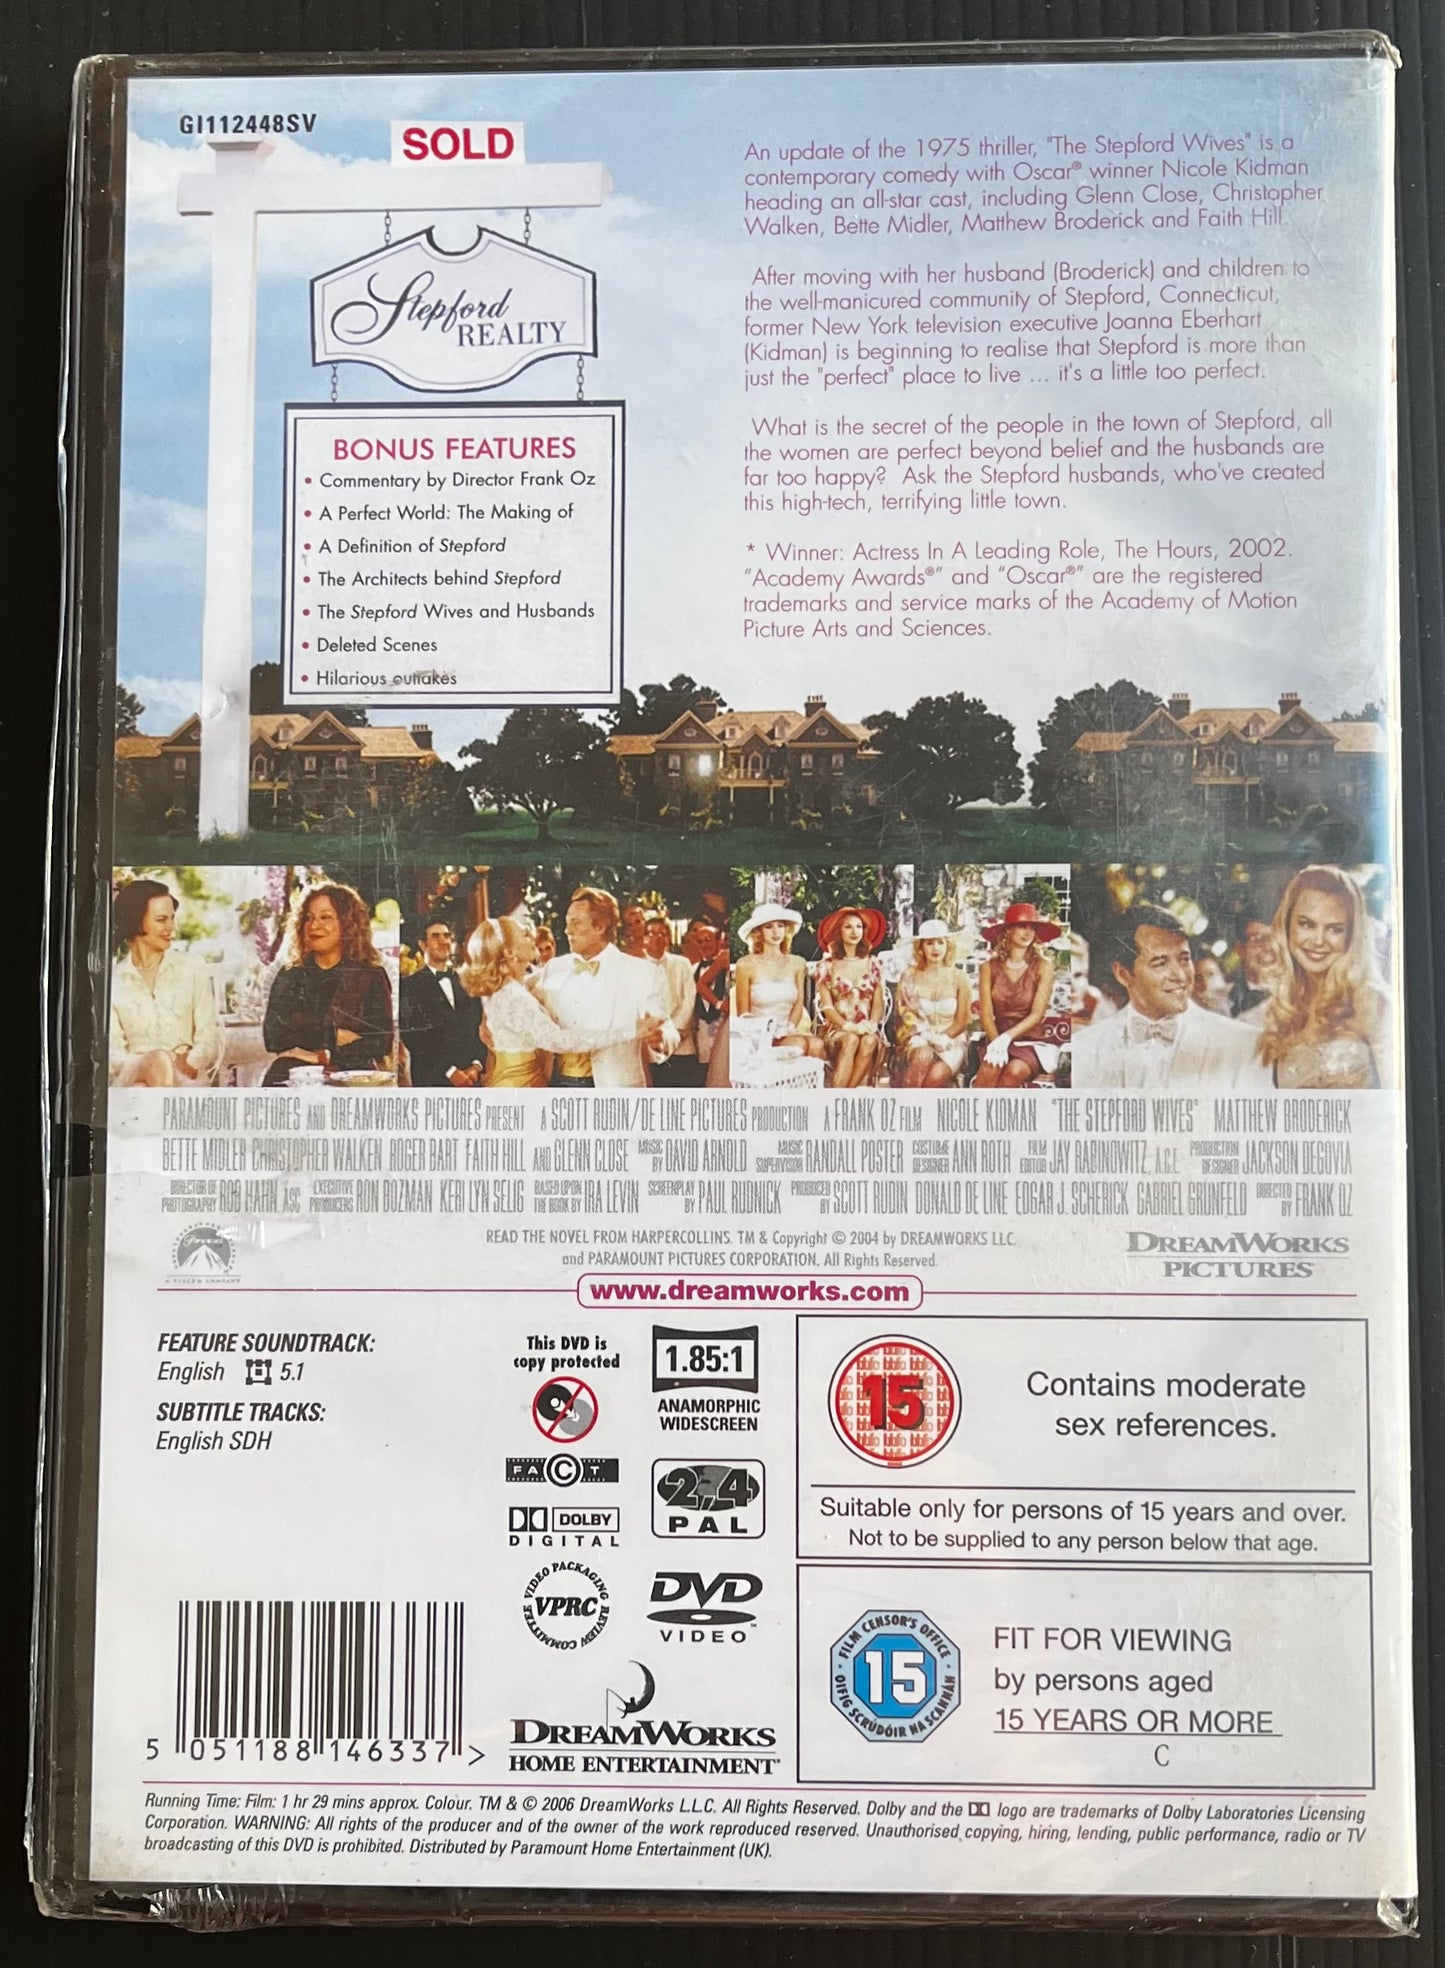 GI112448SV
SOLD
Stepford
REALTY
BONUS FEATURES
• Commentary by Director Frank Oz
• A Perfect World: The Making of
• A Definition of Stepford
• The Architects behind Stepford
• The Stepford Wives and Husbands
• Deleted Scenes
• Hilarious outtakes
An update of the 1975 thriller, "The Stepford Wives" is a
contemporary comedy with Oscar® winner Nicole Kidman
heading an all-star cast, including Glenn Close, Christopher
Walken, Bette Midler, Matthew Broderick and Faith Hill.
After moving with her husband (Broderick) and children to
the well-manicured community of Stepford, Connecticut,
former New York television executive Joanna Eberhart
(Kidman) is beginning to realise that Stepford is more than
just the "perfect" place to live ... it's a little too perfect.
What is the secret of the people in the town of Stepford, all
the women are perfect beyond belief and the husbands are
far too happy? Ask the Stepford husbands, who've created
this high-tech, terrifying little town.
* Winner: Actress In A Leading Role, The Hours, 2002.
"Academy Awards®" and "Oscar®" are the registered
trademarks and service marks of the Academy of Motion
Picture Arts and Sciences.
PARAMOUNT PICTURES AND DREAMWORKS PICTURES PRESENT A SCOTT RUDIN/DE LINE PICTURES PRODUCTION A FRANK OZ FILM NICOLE KIDMAN "THE STEPFORD WIVES" MATTHEW BRODERICK
BETTE MIDLER CHRISTOPHER WALKEN ROGER BART FAITH HILL AND GLENN CLOSE MUSIC BY DAVID ARNOLD MUSIC SUPERVISOR RANDALL POSTER COSTUME DESIGNER ANN ROTH FILM EDITOR JAY RABINOWITZ, A.C.E. PRODUCTION DESIGNER JACKSON DEGOVIA
DIRECTOR OF PHOTOGRAPHY ROB HAHN ASC EXECUTIVE PRODUCERS RON BOZMAN KERI LYN SELIG BASED UPON THE BOOK BY IRA LEVIN SCREENPLAY BY PAUL RUDNICK PRODUCED BY SCOTT RUDIN DONALD DE LINE EDGAR J. SCHERICK GABRIEL GRUNFELD DIRECTED BY FRANK OZ
Paramount
A VIACOM COMPANY
READ THE NOVEL FROM HARPERCOLLINS. TM & Copyright © 2004 by DREAMWORKS LLC.
and PARAMOUNT PICTURES CORPORATION. All Rights Reserved.
DREAMWORKS
PICTURES
www.dreamworks.com
FEATURE SOUNDTRACK:
English 5.1
SUBTITLE TRACKS:
English SDH
This DVD is
copy protected
FACT
DOLBY
DIGITAL
VIDEO PACKAGING REVIEW COMMITTEE
VPRC
1.85:1
ANAMORPHIC
WIDESCREEN
2,4
PAL
DVD
VIDEO™
DREAMWORKS
HOME ENTERTAINMENT
15
Contains moderate
sex references.
Suitable only for persons of 15 years and over.
Not to be supplied to any person below that age.
FILM CENSOR'S OFFICE
15
OIFIG SCRÚDÓIR NA SCANNÁN
FIT FOR VIEWING
by persons aged
15 YEARS OR MORE
C
5 051188 146337 >
Running Time: Film: 1 hr 29 mins approx. Colour. TM & © 2006 DreamWorks L.L.C. All Rights Reserved. Dolby and the logo are trademarks of Dolby Laboratories Licensing
Corporation. WARNING: All rights of the producer and of the owner of the work reproduced reserved. Unauthorised copying, hiring, lending, public performance, radio or TV
broadcasting of this DVD is prohibited. Distributed by Paramount Home Entertainment (UK).